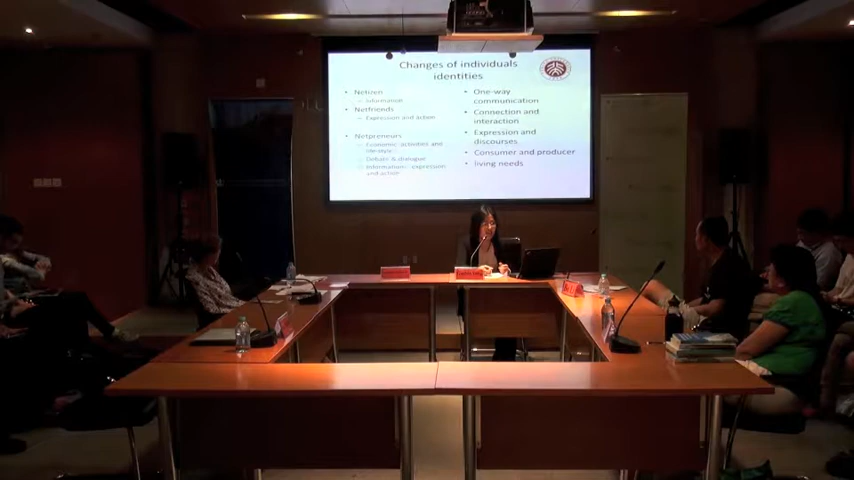 Changes of individuals
identities
• Netizen
– Information
• Netfriends
– Expression and action
• Netpreneurs
– Economic activities and
life-style
– Debate & dialogue
– Information, expression
and action
• One-way
communication
• Connection and
interaction
• Expression and
discourses
• Consumer and producer
• living needs